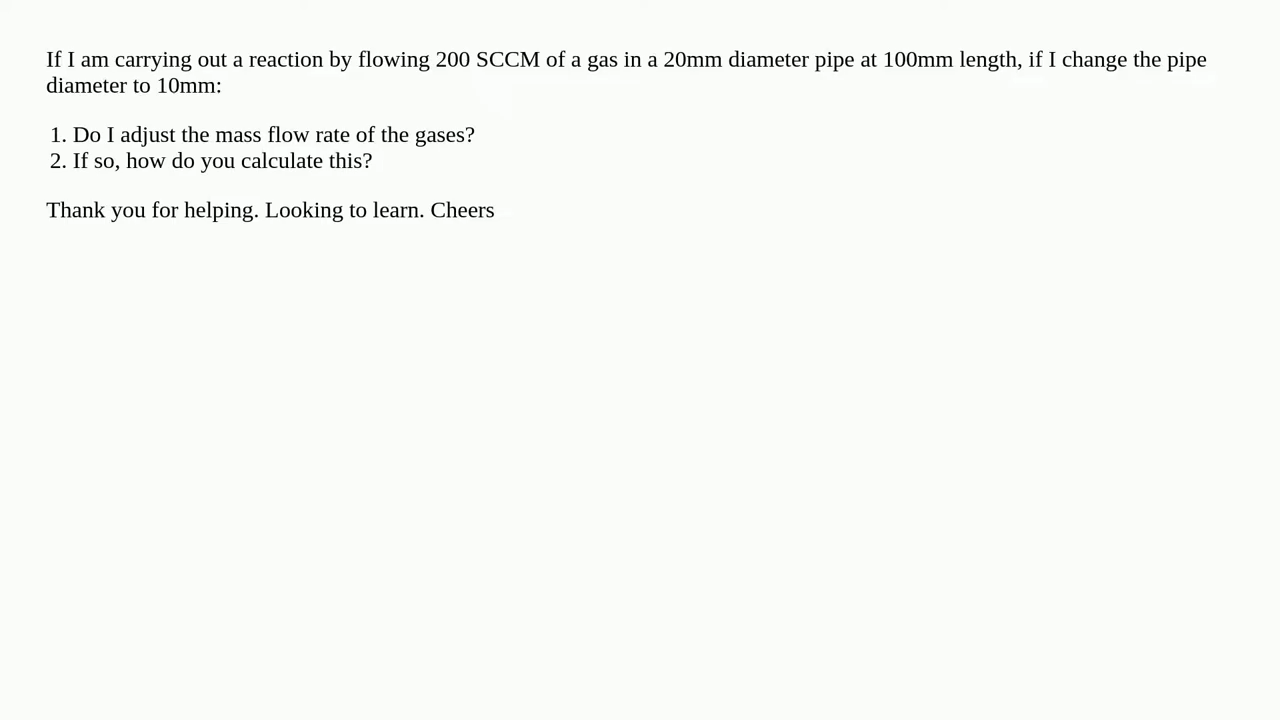 If I am carrying out a reaction by flowing 200 SCCM of a gas in a 20mm diameter pipe at 100mm length, if I change the pipe
diameter to 10mm:
1. Do I adjust the mass flow rate of the gases?
2. If so, how do you calculate this?
Thank you for helping. Looking to learn. Cheers